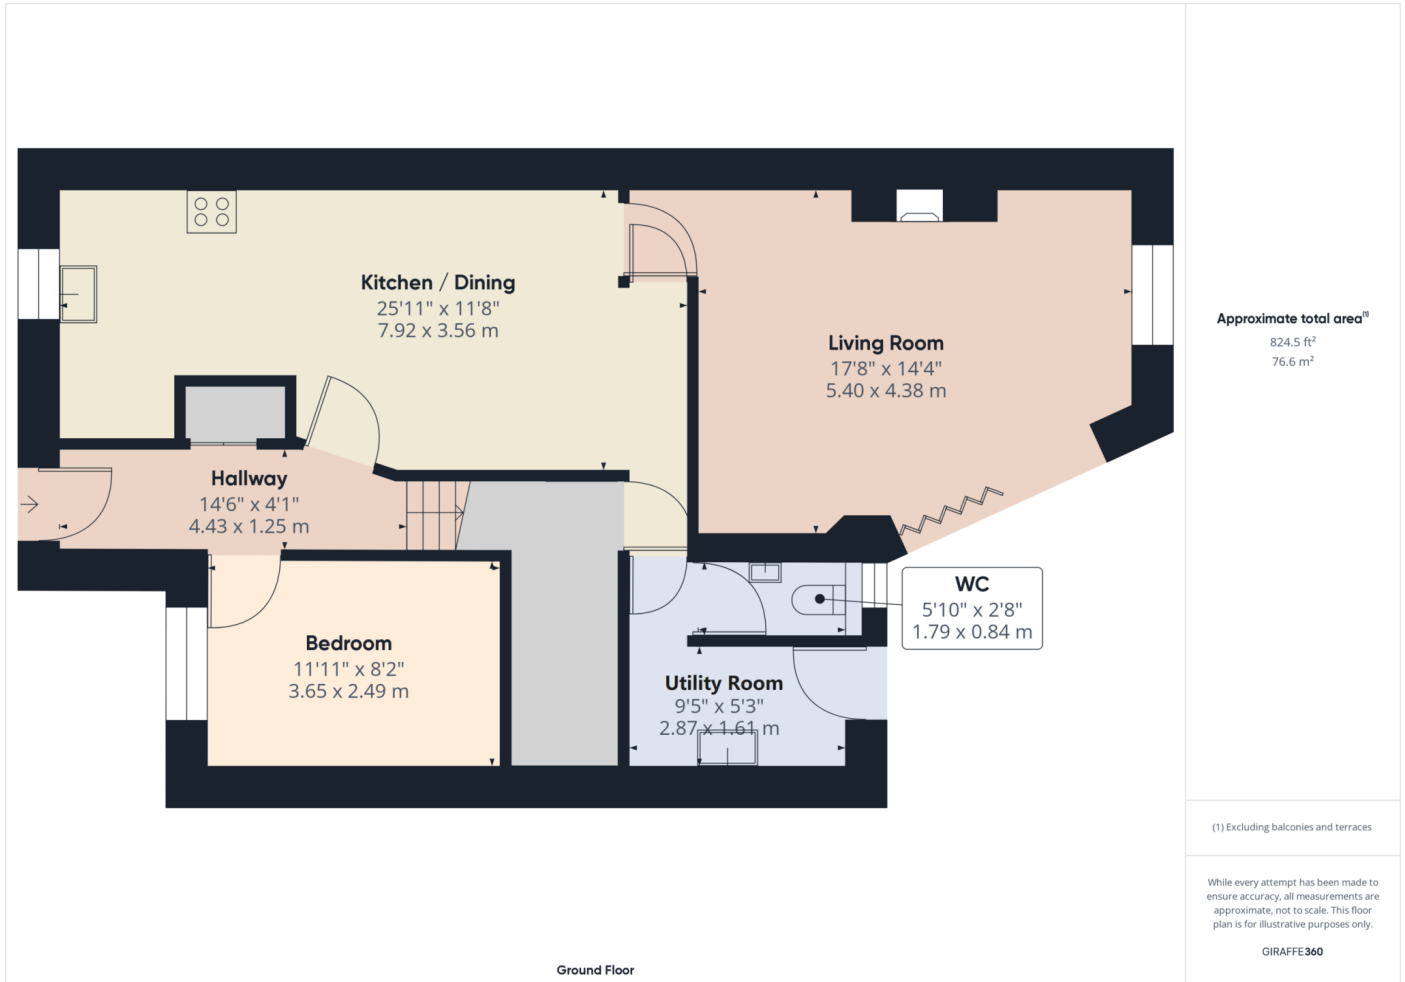 Kitchen / Dining
25'11" x 11'8"
7.92 x 3.56 m
Living Room
17'8" x 14'4"
5.40 x 4.38 m
Hallway
14'6" x 4'1"
4.43 x 1.25 m
WC
5'10" x 2'8"
1.79 x 0.84 m
Bedroom
11'11" x 8'2"
3.65 x 2.49 m
Utility Room
9'5" x 5'3"
2.87 x 1.61 m
Ground Floor
Approximate total area(1)
824.5 ft²
76.6 m²
(1) Excluding balconies and terraces
While every attempt has been made to
ensure accuracy, all measurements are
approximate, not to scale. This floor
plan is for illustrative purposes only.
GIRAFFE360